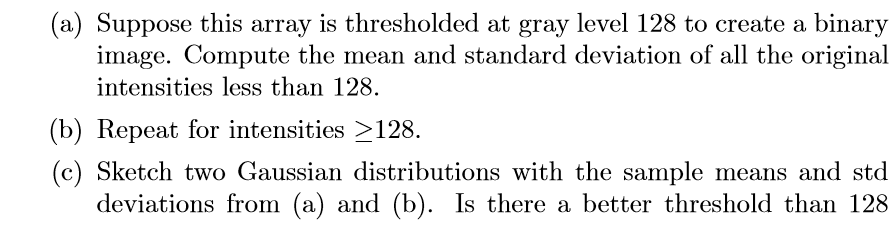 (a) Suppose this array is thresholded at gray level 128 to create a binary
image. Compute the mean and standard deviation of all the original
intensities less than 128.
(b) Repeat for intensities ≥128.
(c) Sketch two Gaussian distributions with the sample means and std
deviations from (a) and (b). Is there a better threshold than 128